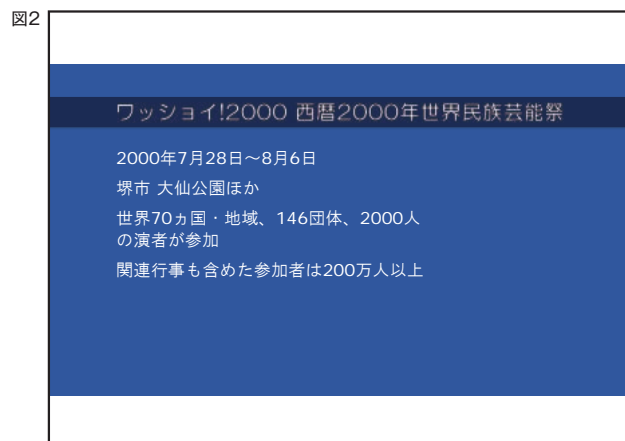 図2
ワッショイ!2000 西暦2000年世界民族芸能祭
2000年7月28日～8月6日
堺市 大仙公園ほか
世界70ヵ国・地域、146団体、2000人
の演者が参加
関連行事も含めた参加者は200万人以上